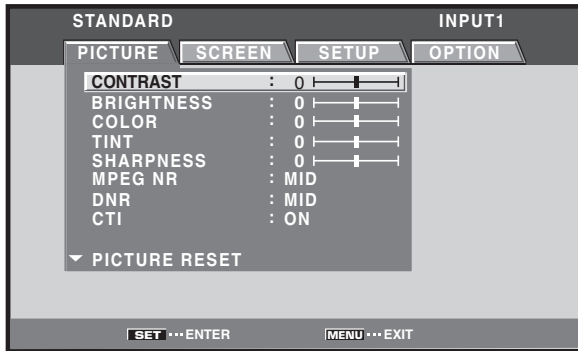 STANDARD INPUT1
PICTURE SCREEN SETUP OPTION
CONTRAST : 0
BRIGHTNESS : 0
COLOR : 0
TINT : 0
SHARPNESS : 0
MPEG NR : MID
DNR : MID
CTI : ON
PICTURE RESET
SET ··· ENTER MENU ··· EXIT